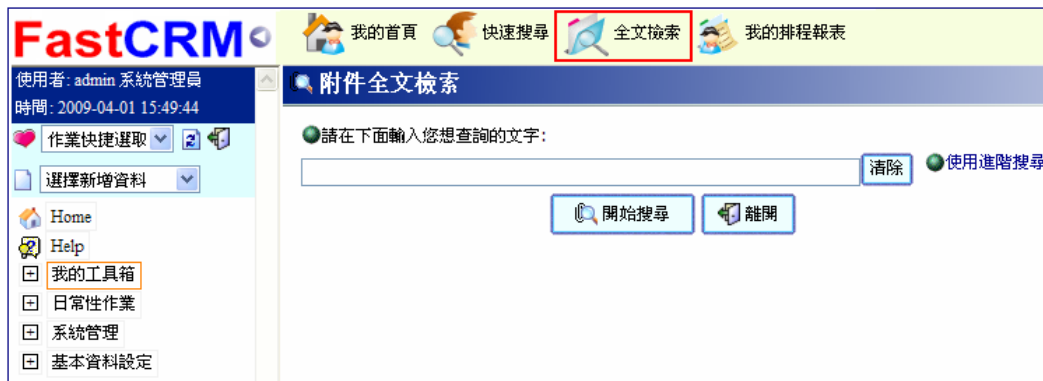 FastCRM
我的首頁 快速搜尋 全文檢索 我的排程報表
使用者: admin 系統管理員
時間: 2009-04-01 15:49:44
作業快捷選取
選擇新增資料
Home
Help
我的工具箱
日常性作業
系統管理
基本資料設定
附件全文檢索
請在下面輸入您想查詢的文字:
清除 使用進階搜尋
開始搜尋 離開